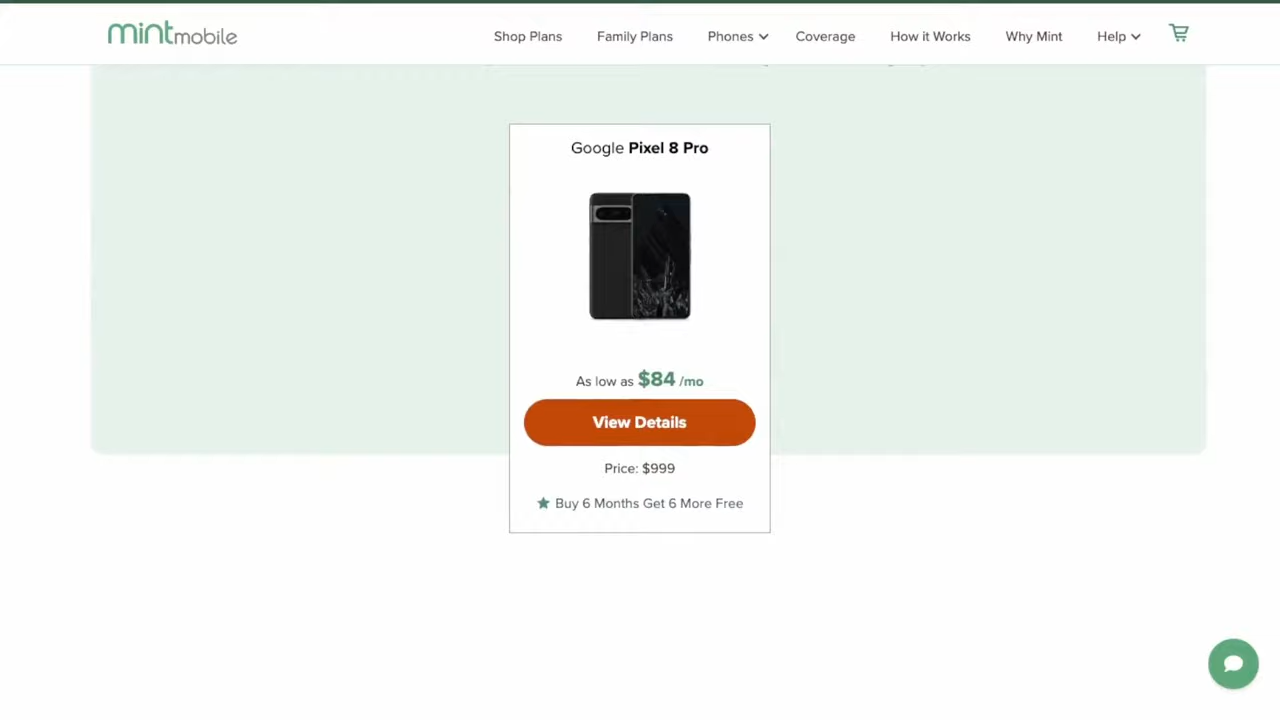 mintmobile
Shop Plans
Family Plans
Phones
Coverage
How it Works
Why Mint
Help
Google Pixel 8 Pro
As low as $84 /mo
View Details
Price: $999
Buy 6 Months Get 6 More Free